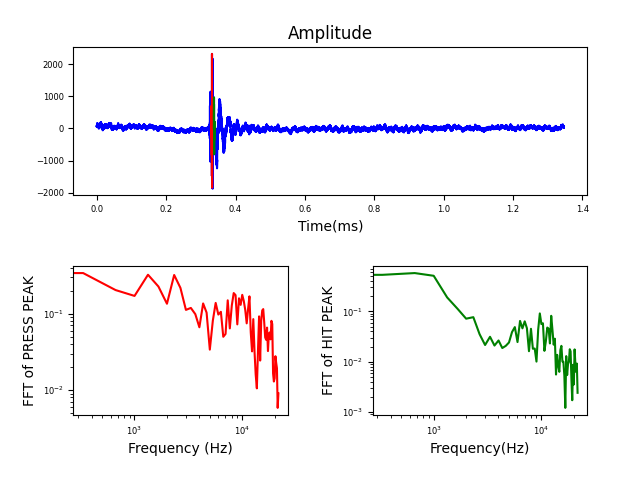 Amplitude
2000
1000
0
−1000
−2000
0.0 0.2 0.4 0.6 0.8 1.0 1.2 1.4
Time(ms)
FFT of PRESS PEAK
10⁻¹
10⁻²
10³ 10⁴
Frequency (Hz)
FFT of HIT PEAK
10⁻¹
10⁻²
10⁻³
10³ 10⁴
Frequency(Hz)